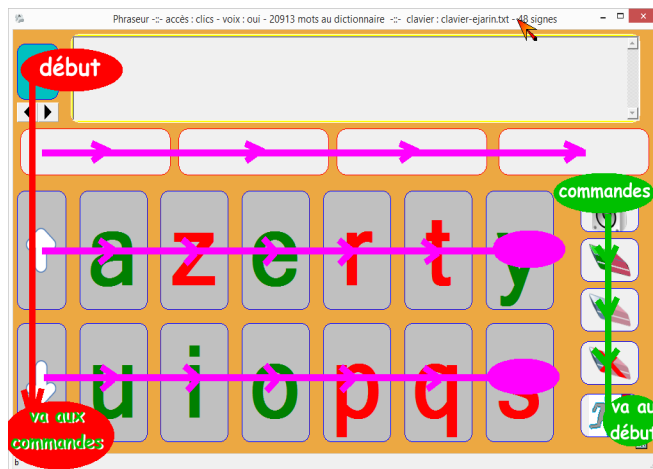 Phraseur -::- accès : clics - voix : oui - 20913 mots au dictionnaire -::- clavier : clavier-ejarin.txt - 48 signes
début
commandes
a z e r t y
u i o p q s
va aux
commandes
va au
début
b